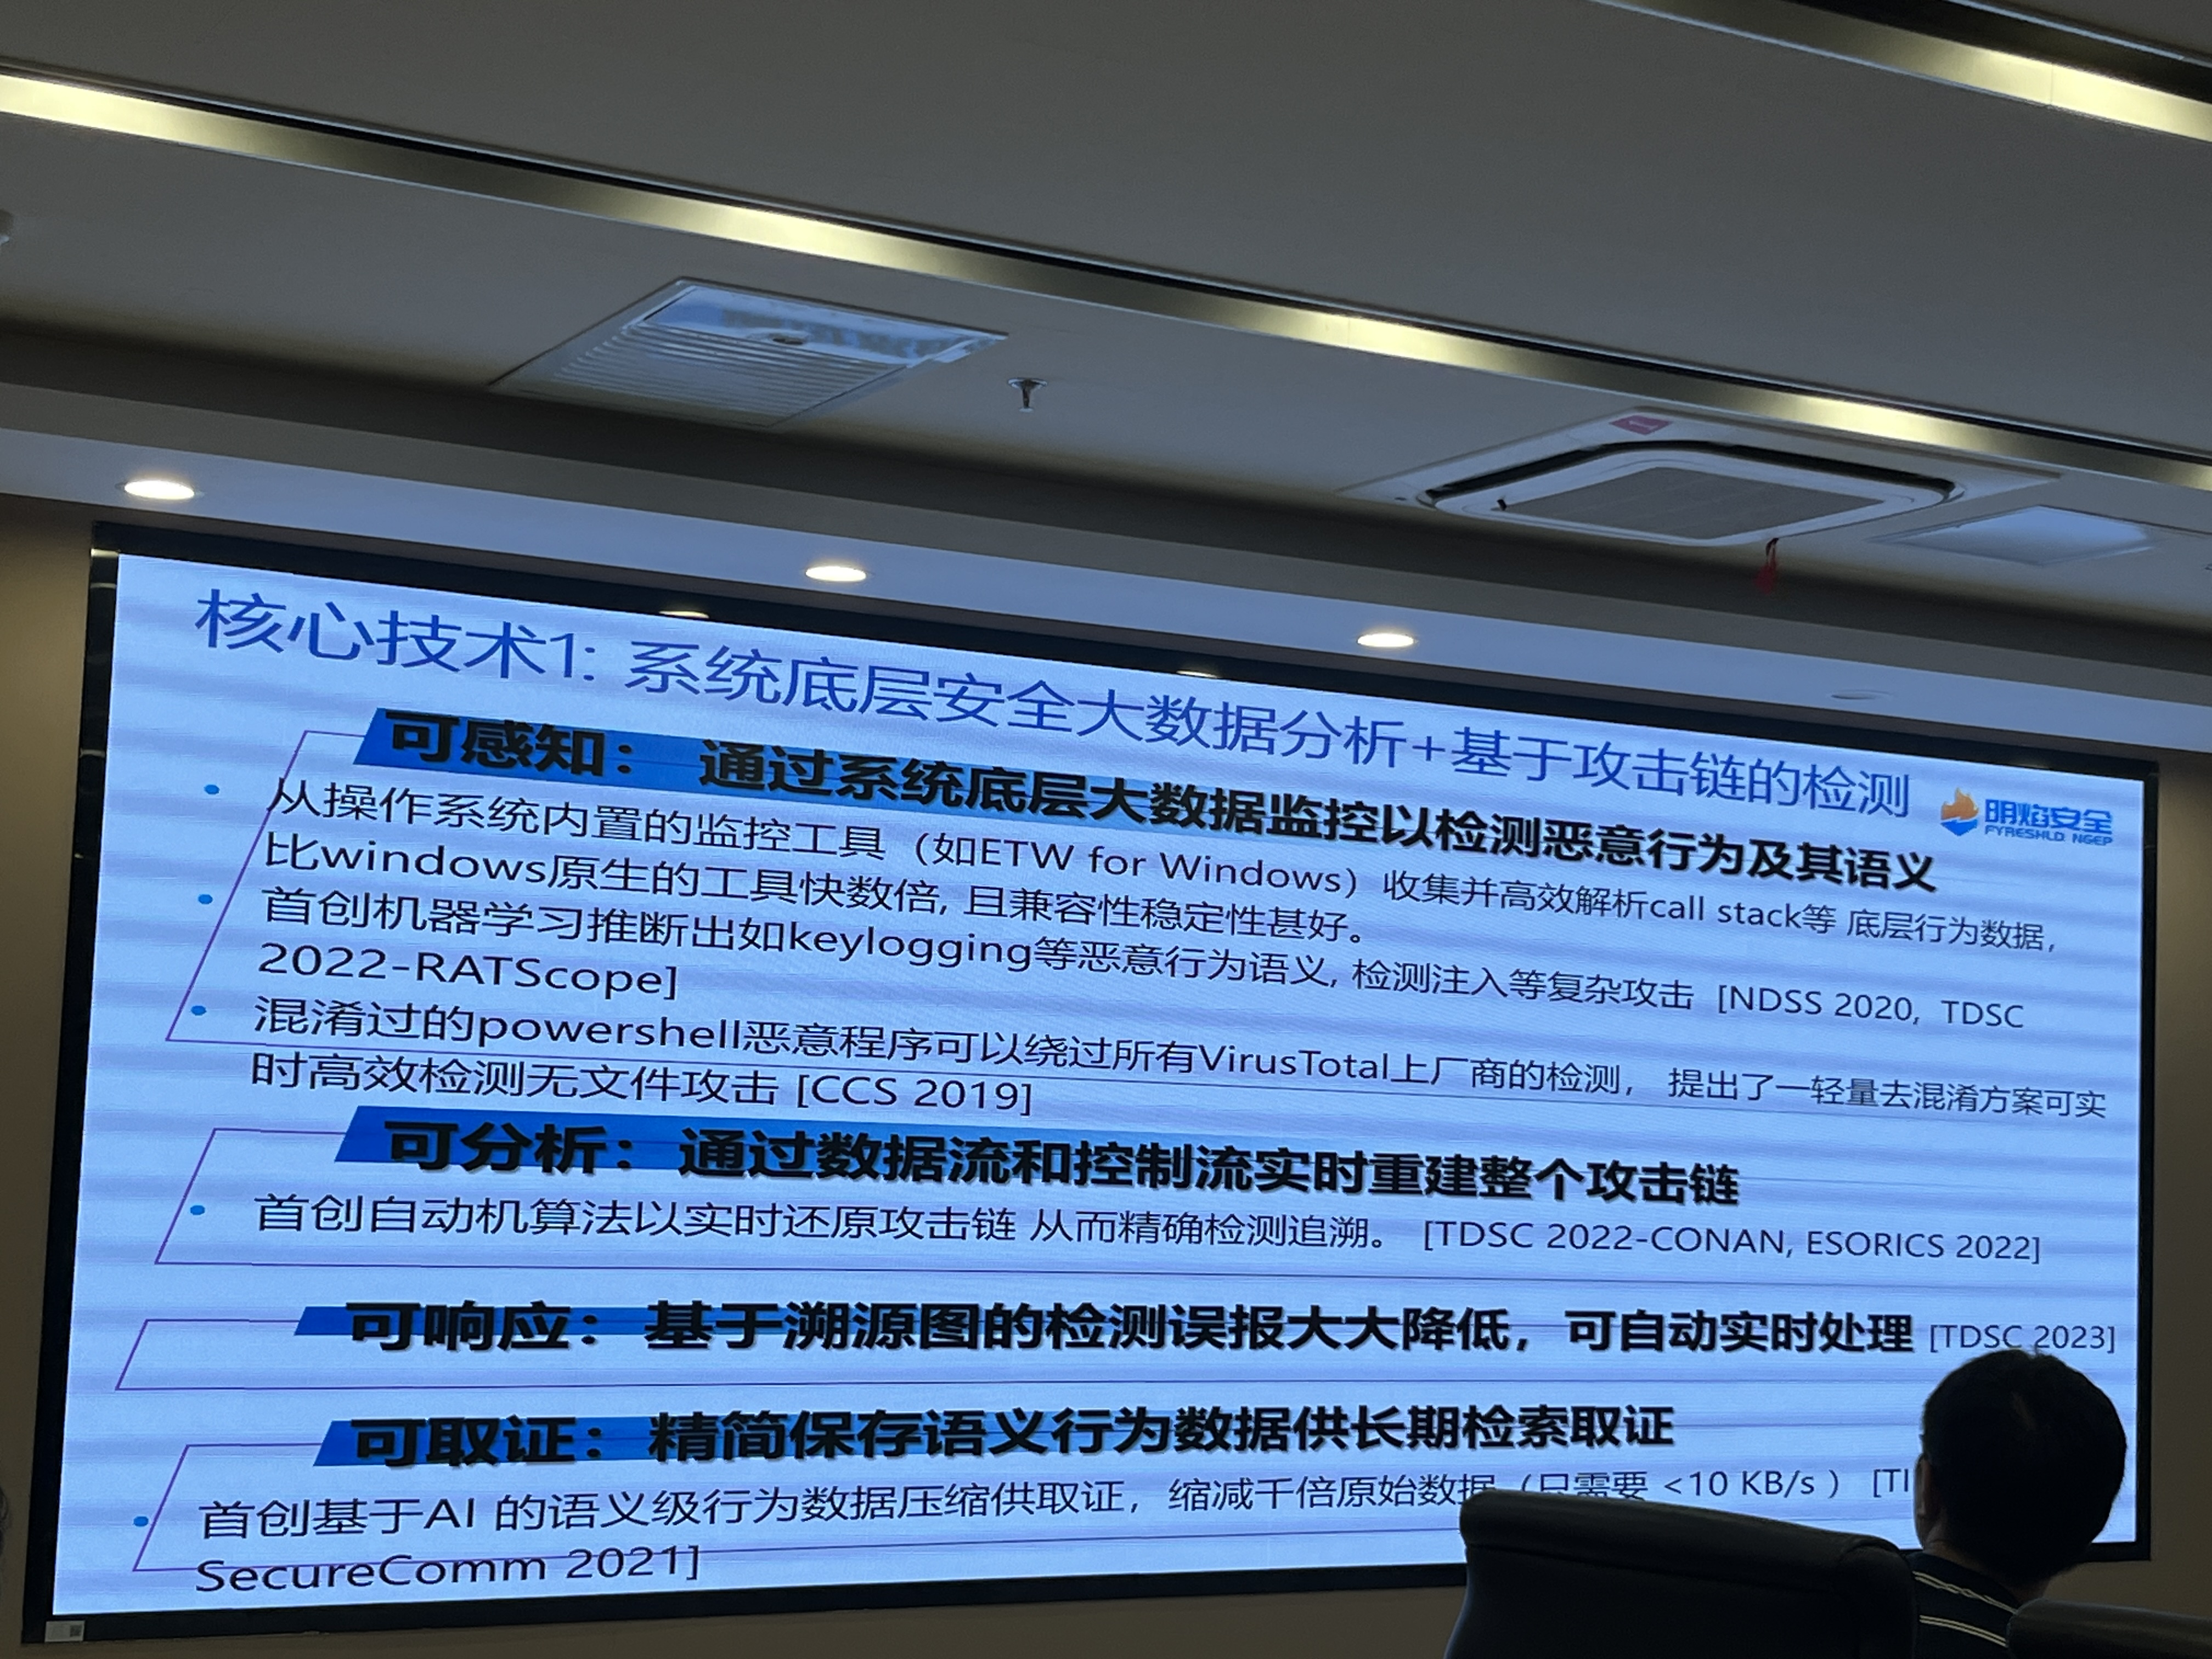 核心技术1: 系统底层安全大数据分析+基于攻击链的检测
明焰安全
FYRESHLD NGEP
可感知： 通过系统底层大数据监控以检测恶意行为及其语义
• 从操作系统内置的监控工具（如ETW for Windows）收集并高效解析call stack等 底层行为数据，
比windows原生的工具快数倍, 且兼容性稳定性甚好。
• 首创机器学习推断出如keylogging等恶意行为语义, 检测注入等复杂攻击 [NDSS 2020, TDSC
2022-RATScope]
• 混淆过的powershell恶意程序可以绕过所有VirusTotal上厂商的检测， 提出了一轻量去混淆方案可实
时高效检测无文件攻击 [CCS 2019]
可分析：通过数据流和控制流实时重建整个攻击链
• 首创自动机算法以实时还原攻击链 从而精确检测追溯。 [TDSC 2022-CONAN, ESORICS 2022]
可响应：基于溯源图的检测误报大大降低，可自动实时处理 [TDSC 2023]
可取证：精简保存语义行为数据供长期检索取证
• 首创基于AI 的语义级行为数据压缩供取证，缩减千倍原始数据（只需要 <10 KB/s ）
SecureComm 2021]